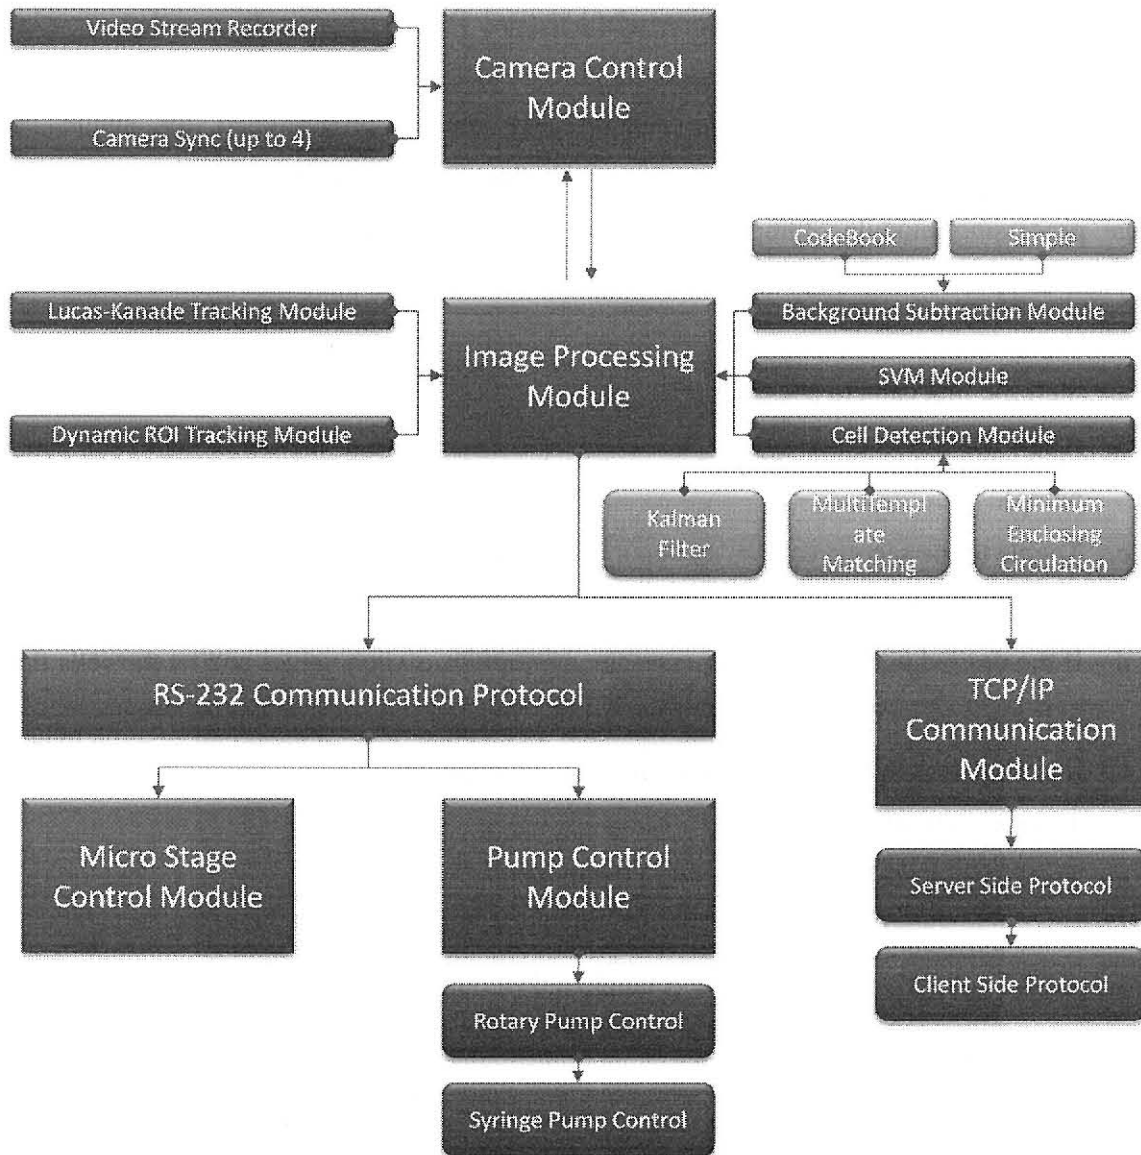 Video Stream Recorder
Camera Control
Module
Camera Sync (up to 4)
CodeBook
Simple
Lucas-Kanade Tracking Module
Background Subtraction Module
Image Processing
Module
SVM Module
Dynamic ROI Tracking Module
Cell Detection Module
Kalman
Filter
MultiTempl
ate
Matching
Minimum
Enclosing
Circulation
RS-232 Communication Protocol
TCP/IP
Communication
Module
Micro Stage
Control Module
Pump Control
Module
Server Side Protocol
Client Side Protocol
Rotary Pump Control
Syringe Pump Control